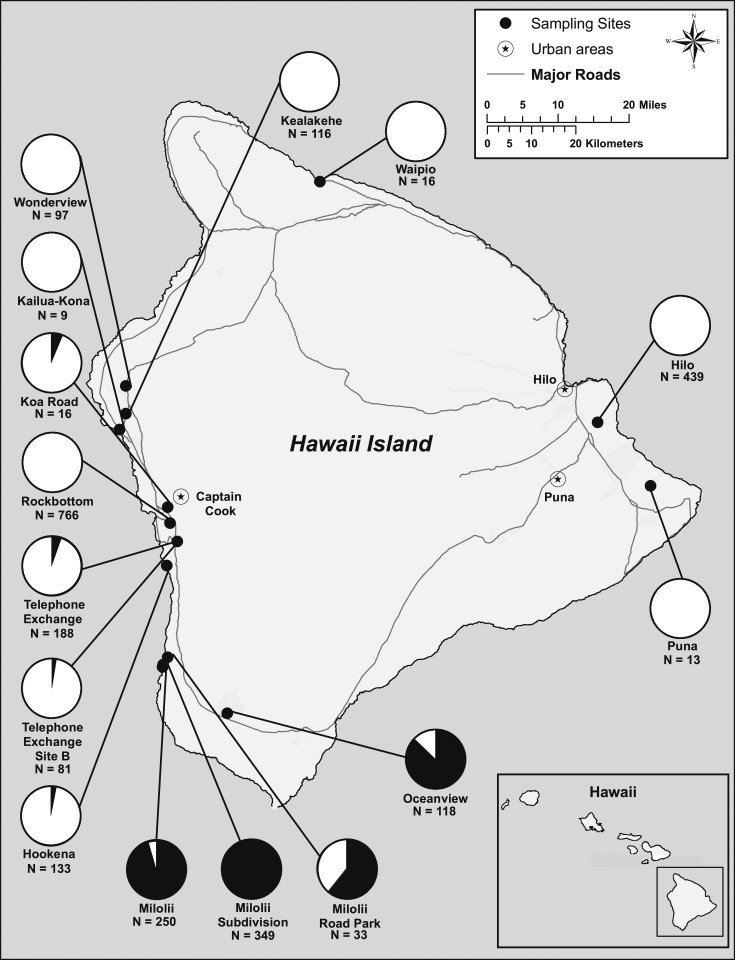 Sampling Sites
Urban areas
Major Roads
N
W
E
S
0 5 10 20 Miles
0 5 10 20 Kilometers
Kealakehe
N = 116
Waipio
N = 16
Wonderview
N = 97
Kailua-Kona
N = 9
Koa Road
N = 16
Rockbottom
N = 766
Telephone
Exchange
N = 188
Telephone
Exchange
Site B
N = 81
Hookena
N = 133
Hilo
N = 439
Hilo
Hawaii Island
Captain
Cook
Puna
Puna
N = 13
Oceanview
N = 118
Milolii
N = 250
Milolii
Subdivision
N = 349
Milolii
Road Park
N = 33
Hawaii